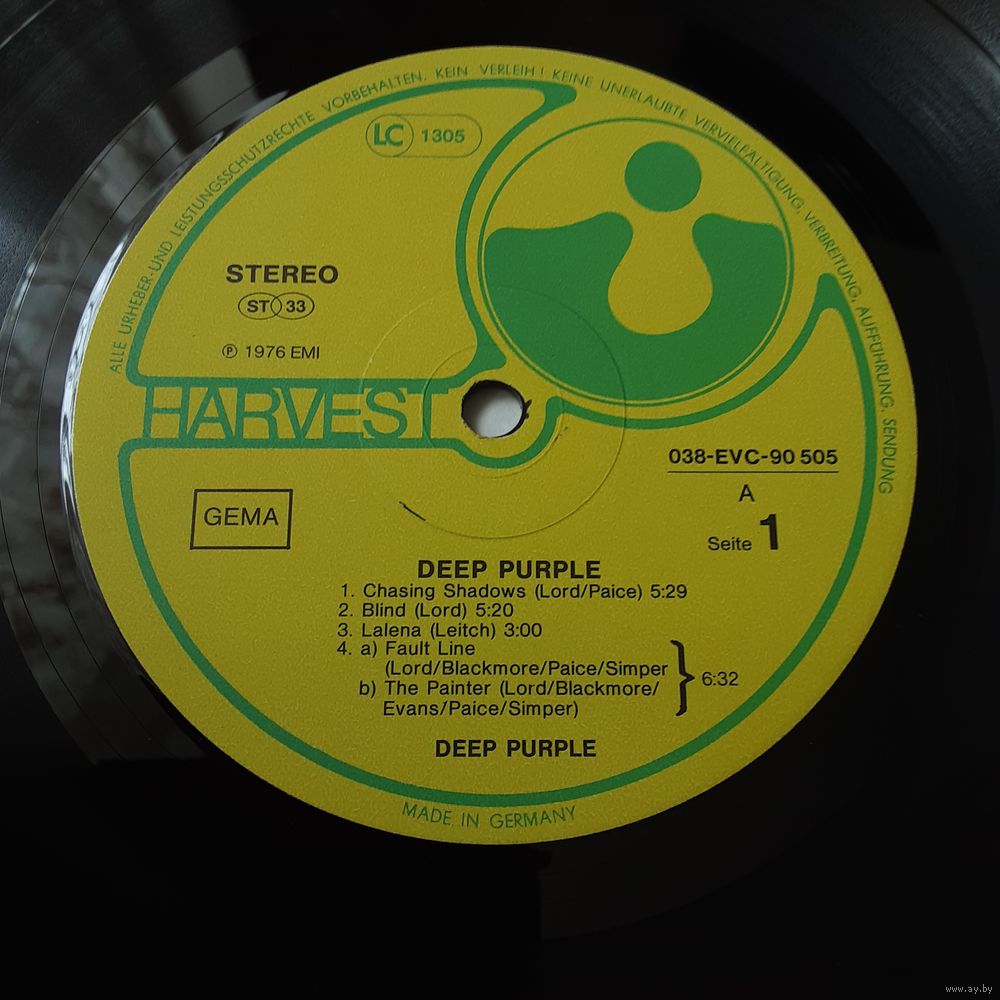 ALLE URHEBER- UND LEISTUNGSSCHUTZRECHTE VORBEHALTEN. KEIN VERLEIH! KEINE UNERLAUBTE VERVIELFÄLTIGUNG, VERBREITUNG, AUFFÜHRUNG, SENDUNG
LC 1305
STEREO
ST 33
℗ 1976 EMI
HARVEST
038-EVC-90 505
A
Seite 1
GEMA
DEEP PURPLE
1. Chasing Shadows (Lord/Paice) 5:29
2. Blind (Lord) 5:20
3. Lalena (Leitch) 3:00
4. a) Fault Line
(Lord/Blackmore/Paice/Simper
b) The Painter (Lord/Blackmore/
Evans/Paice/Simper)
6:32
DEEP PURPLE
MADE IN GERMANY
www.ay.by